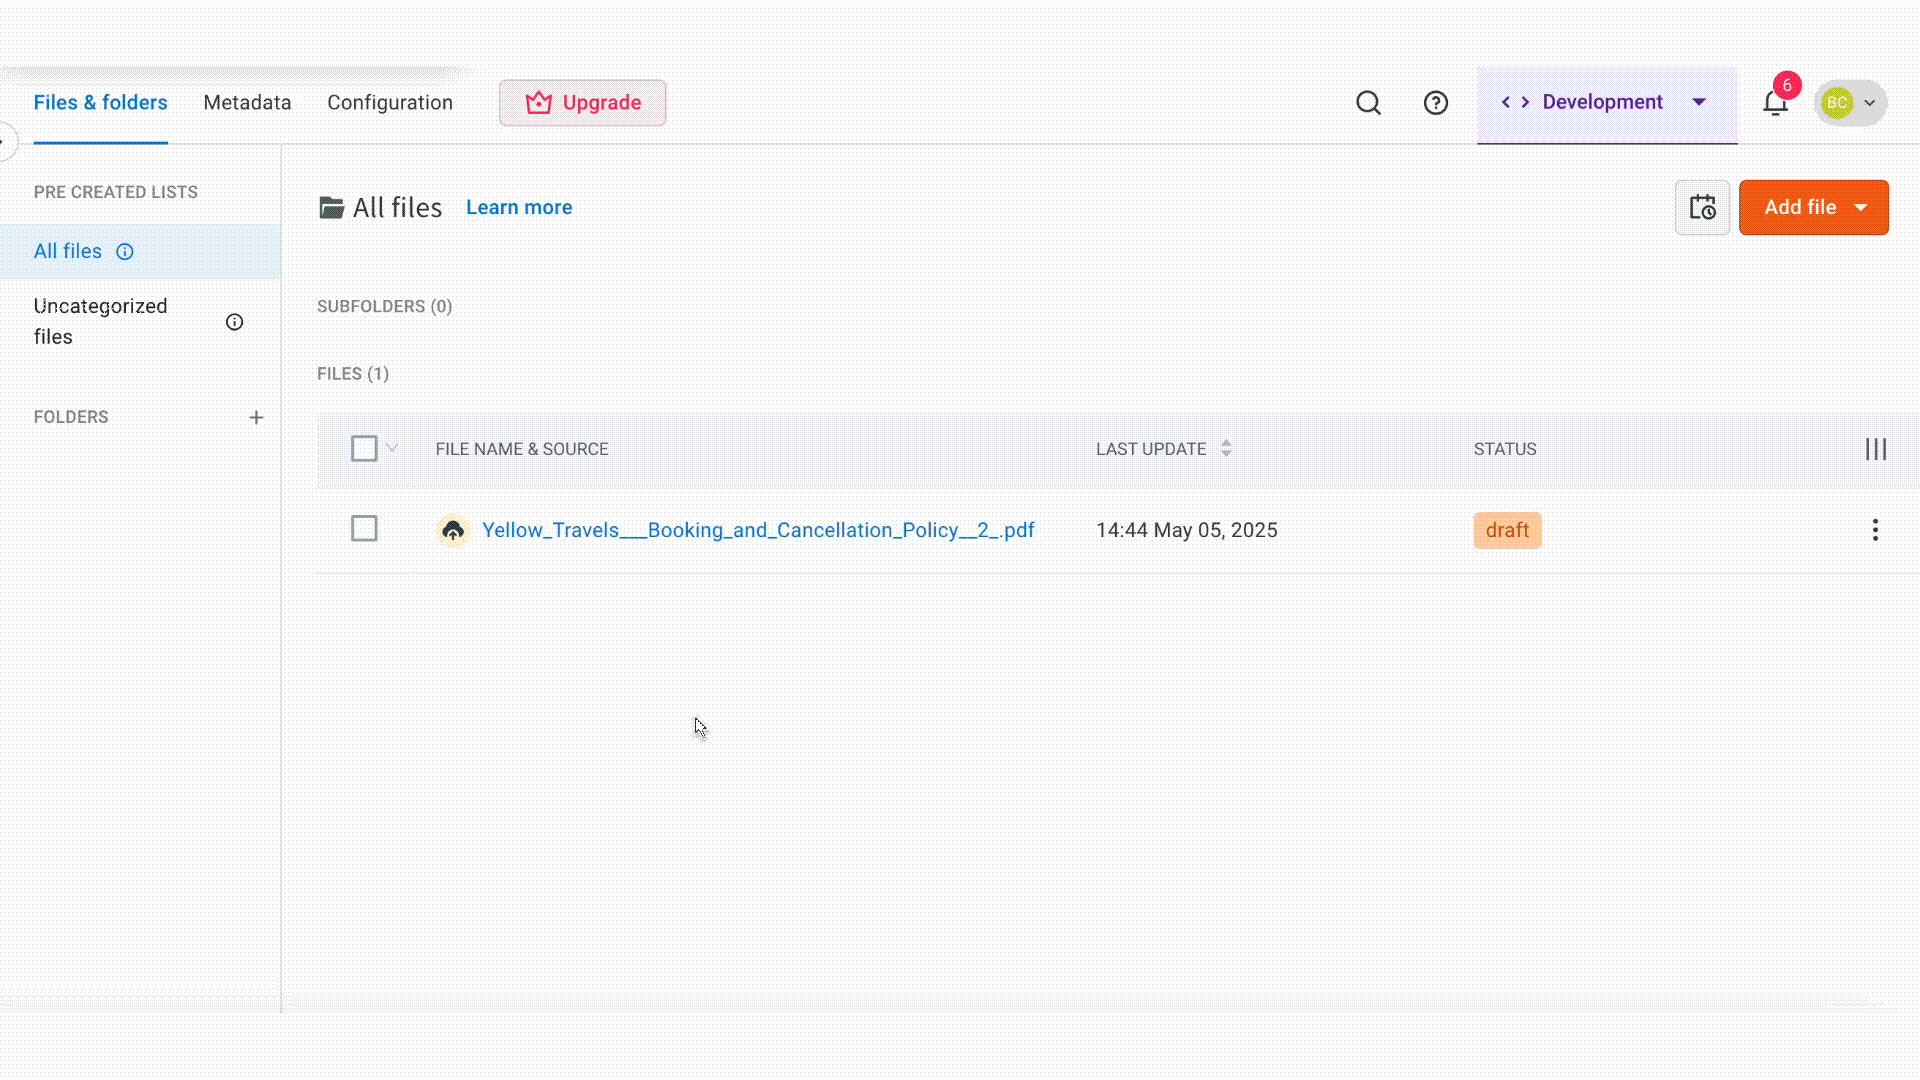 Files & folders Metadata Configuration Upgrade < > Development 6 BC
PRE CREATED LISTS
All files Learn more Add file
All files
Uncategorized
files
SUBFOLDERS (0)
FILES (1)
FOLDERS +
FILE NAME & SOURCE LAST UPDATE STATUS
Yellow_Travels___Booking_and_Cancellation_Policy__2_.pdf 14:44 May 05, 2025 draft